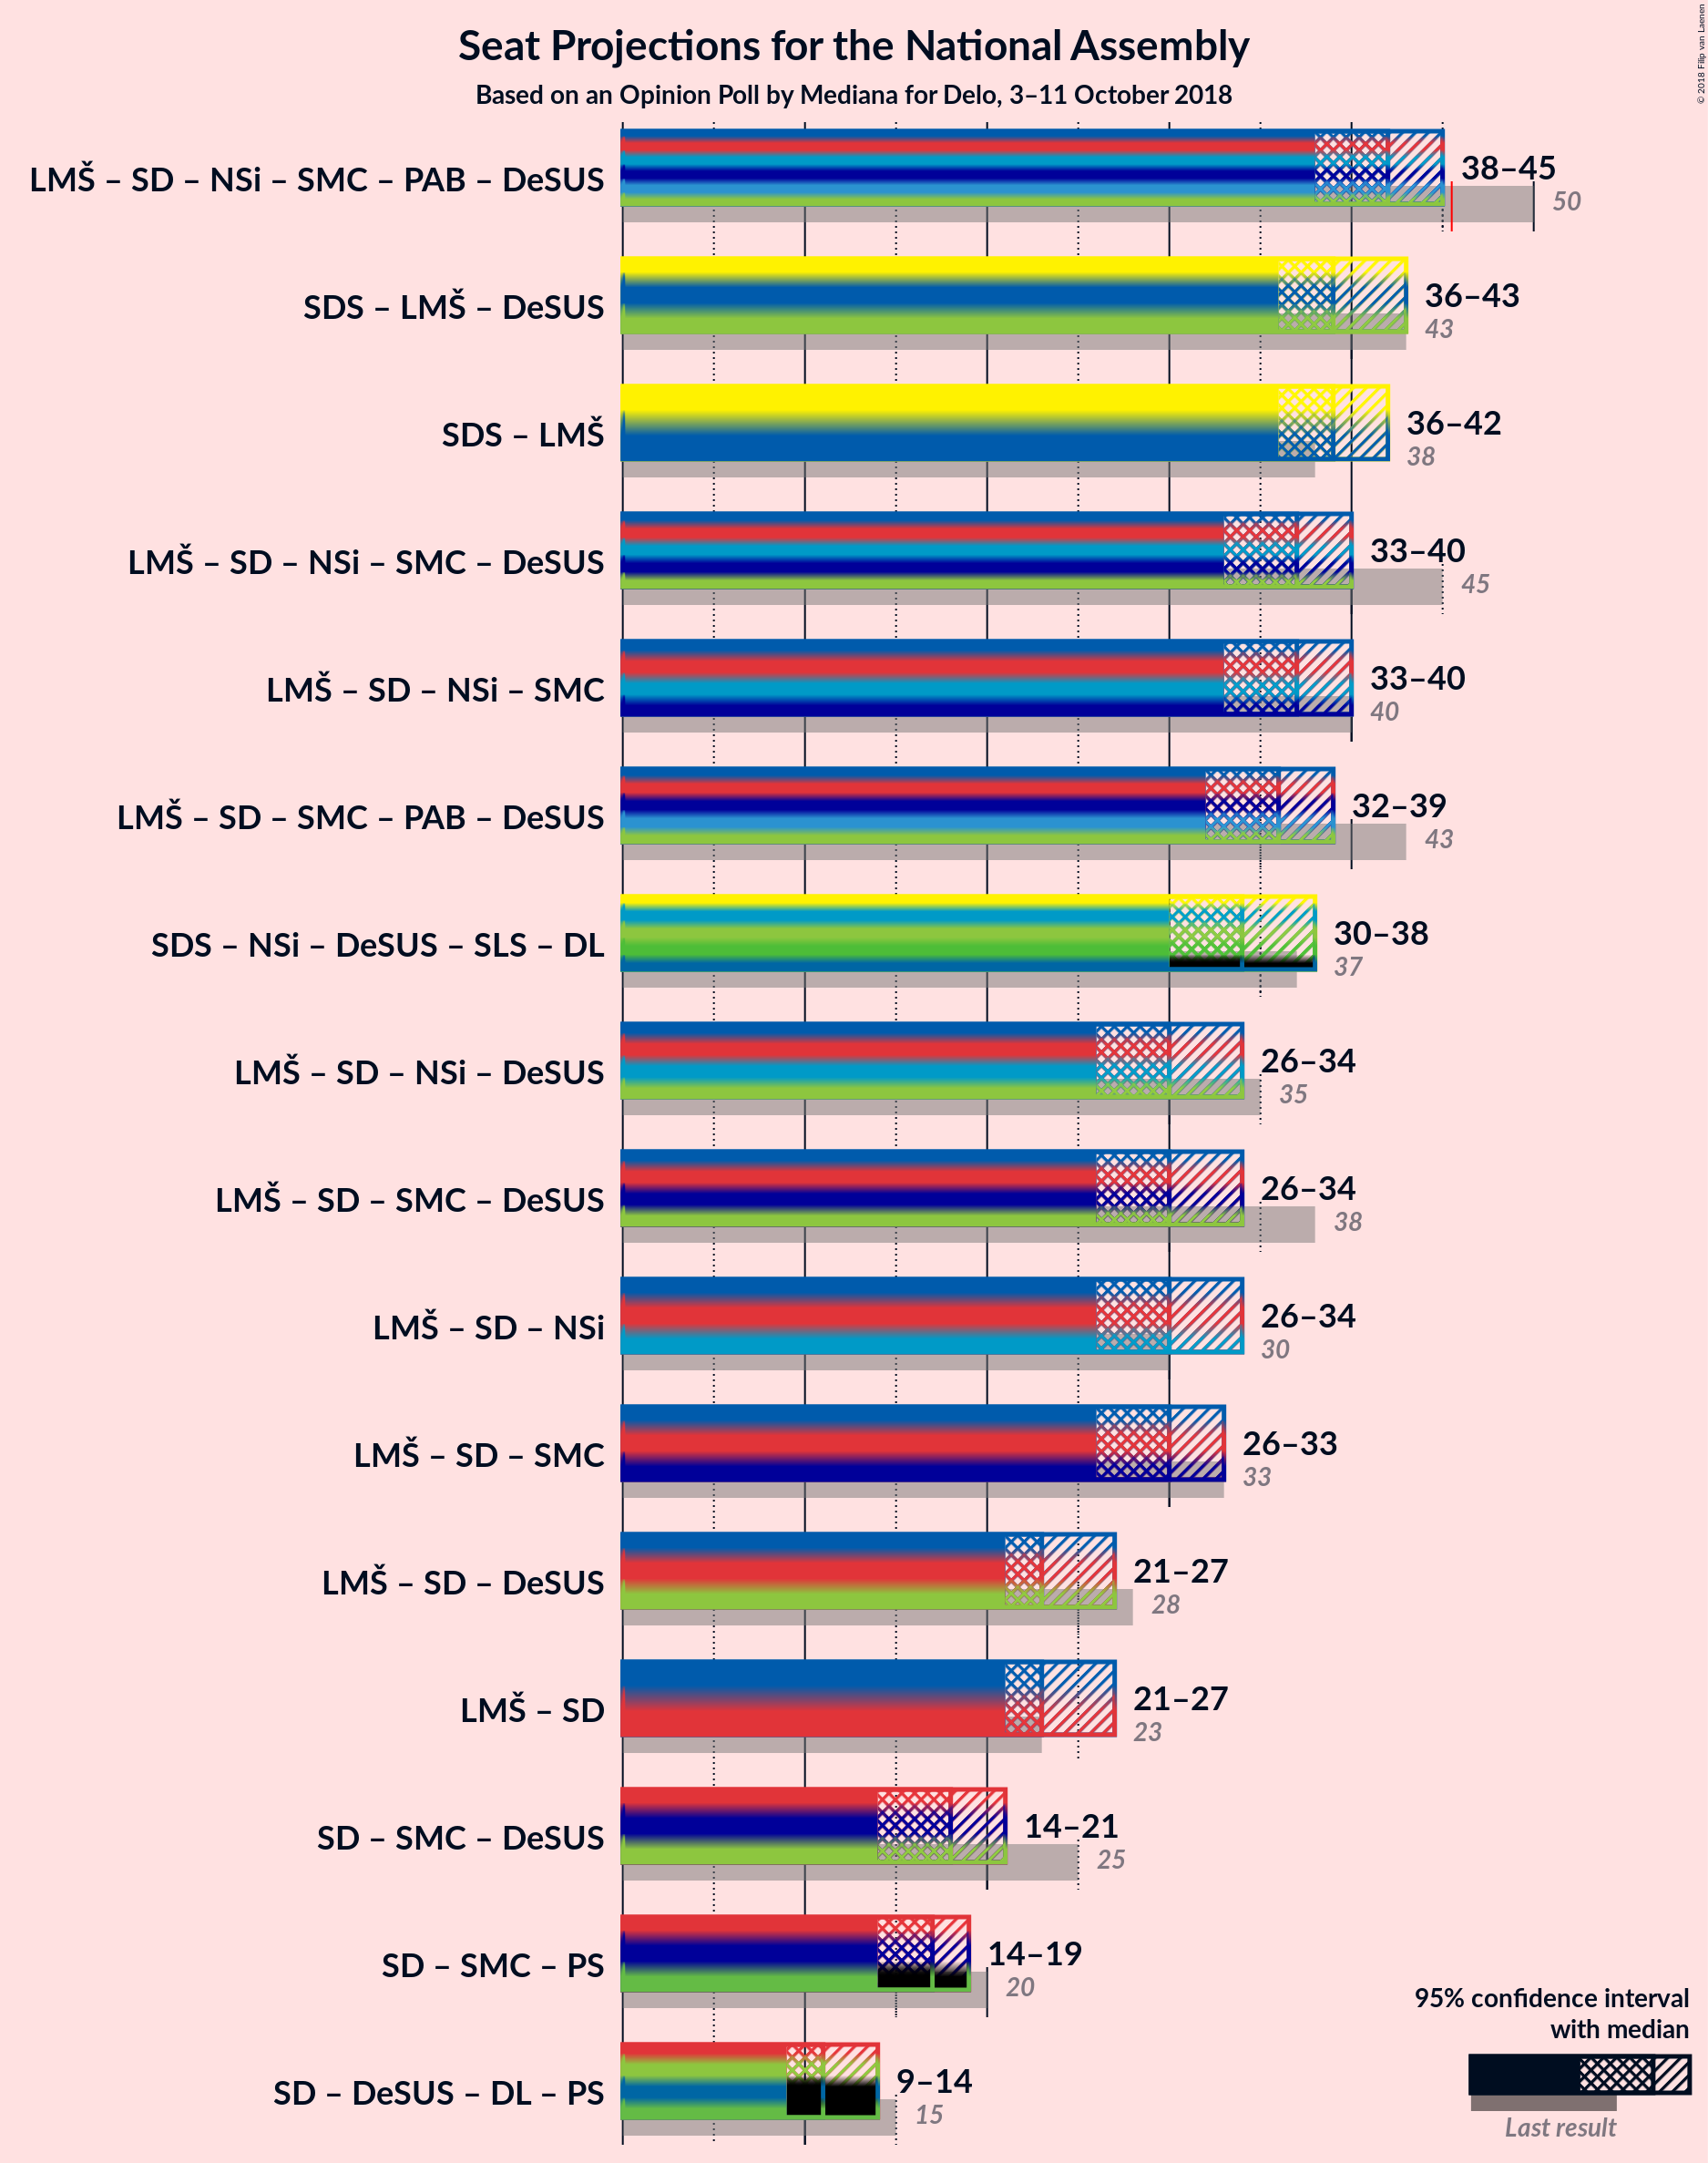 Seat Projections for the National Assembly
Based on an Opinion Poll by Mediana for Delo, 3–11 October 2018
© 2018 Filip van Laenen
LMŠ – SD – NSi – SMC – PAB – DeSUS
38–45
50
SDS – LMŠ – DeSUS
36–43
43
SDS – LMŠ
36–42
38
LMŠ – SD – NSi – SMC – DeSUS
33–40
45
LMŠ – SD – NSi – SMC
33–40
40
LMŠ – SD – SMC – PAB – DeSUS
32–39
43
SDS – NSi – DeSUS – SLS – DL
30–38
37
LMŠ – SD – NSi – DeSUS
26–34
35
LMŠ – SD – SMC – DeSUS
26–34
38
LMŠ – SD – NSi
26–34
30
LMŠ – SD – SMC
26–33
33
LMŠ – SD – DeSUS
21–27
28
LMŠ – SD
21–27
23
SD – SMC – DeSUS
14–21
25
SD – SMC – PS
14–19
20
SD – DeSUS – DL – PS
9–14
15
95% confidence interval
with median
Last result